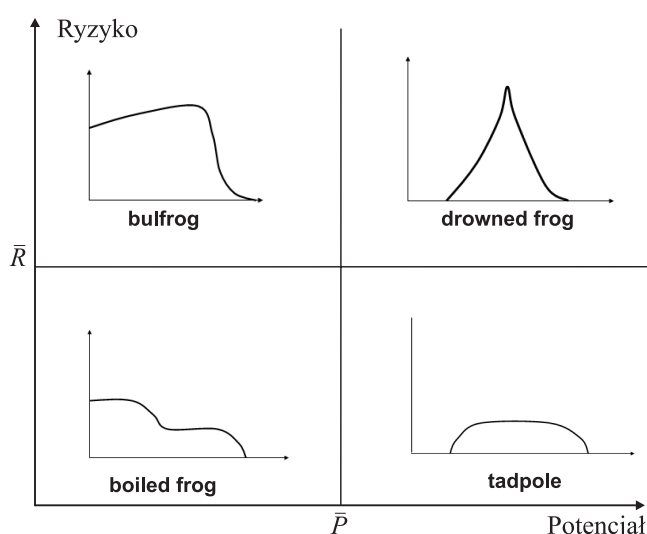 Ryzyko
bulfrog
drowned frog
R̄
boiled frog
tadpole
P̄
Potencjał